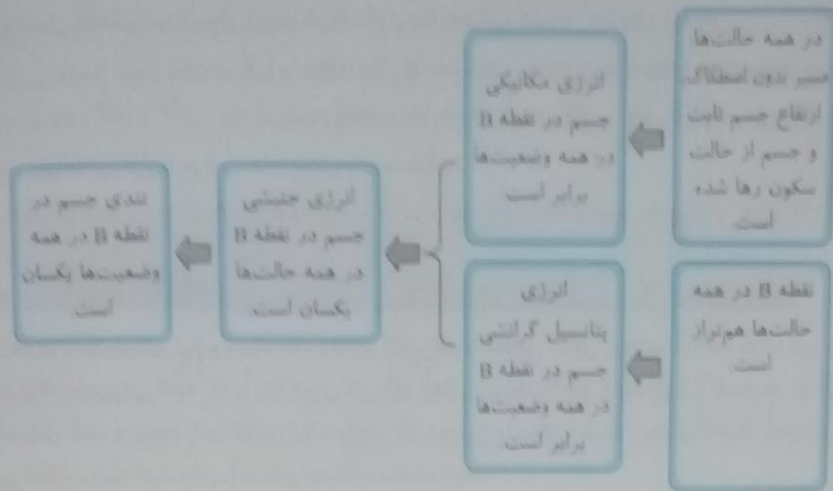 در همه حالت‌ها
مسیر بدون اصطکاک،
ارتفاع جسم ثابت
و جسم از حالت
سکون رها شده
است.
انرژی مکانیکی
جسم در نقطه B
در همه وضعیت‌ها
برابر است
نقطه B در همه
حالت‌ها هم‌تراز
است.
انرژی
پتانسیل گرانشی
جسم در نقطه B
در همه وضعیت‌ها
برابر است.
انرژی جنبشی
جسم در نقطه B
در همه حالت‌ها
یکسان است.
تندی جسم در
نقطه B در همه
وضعیت‌ها یکسان
است.